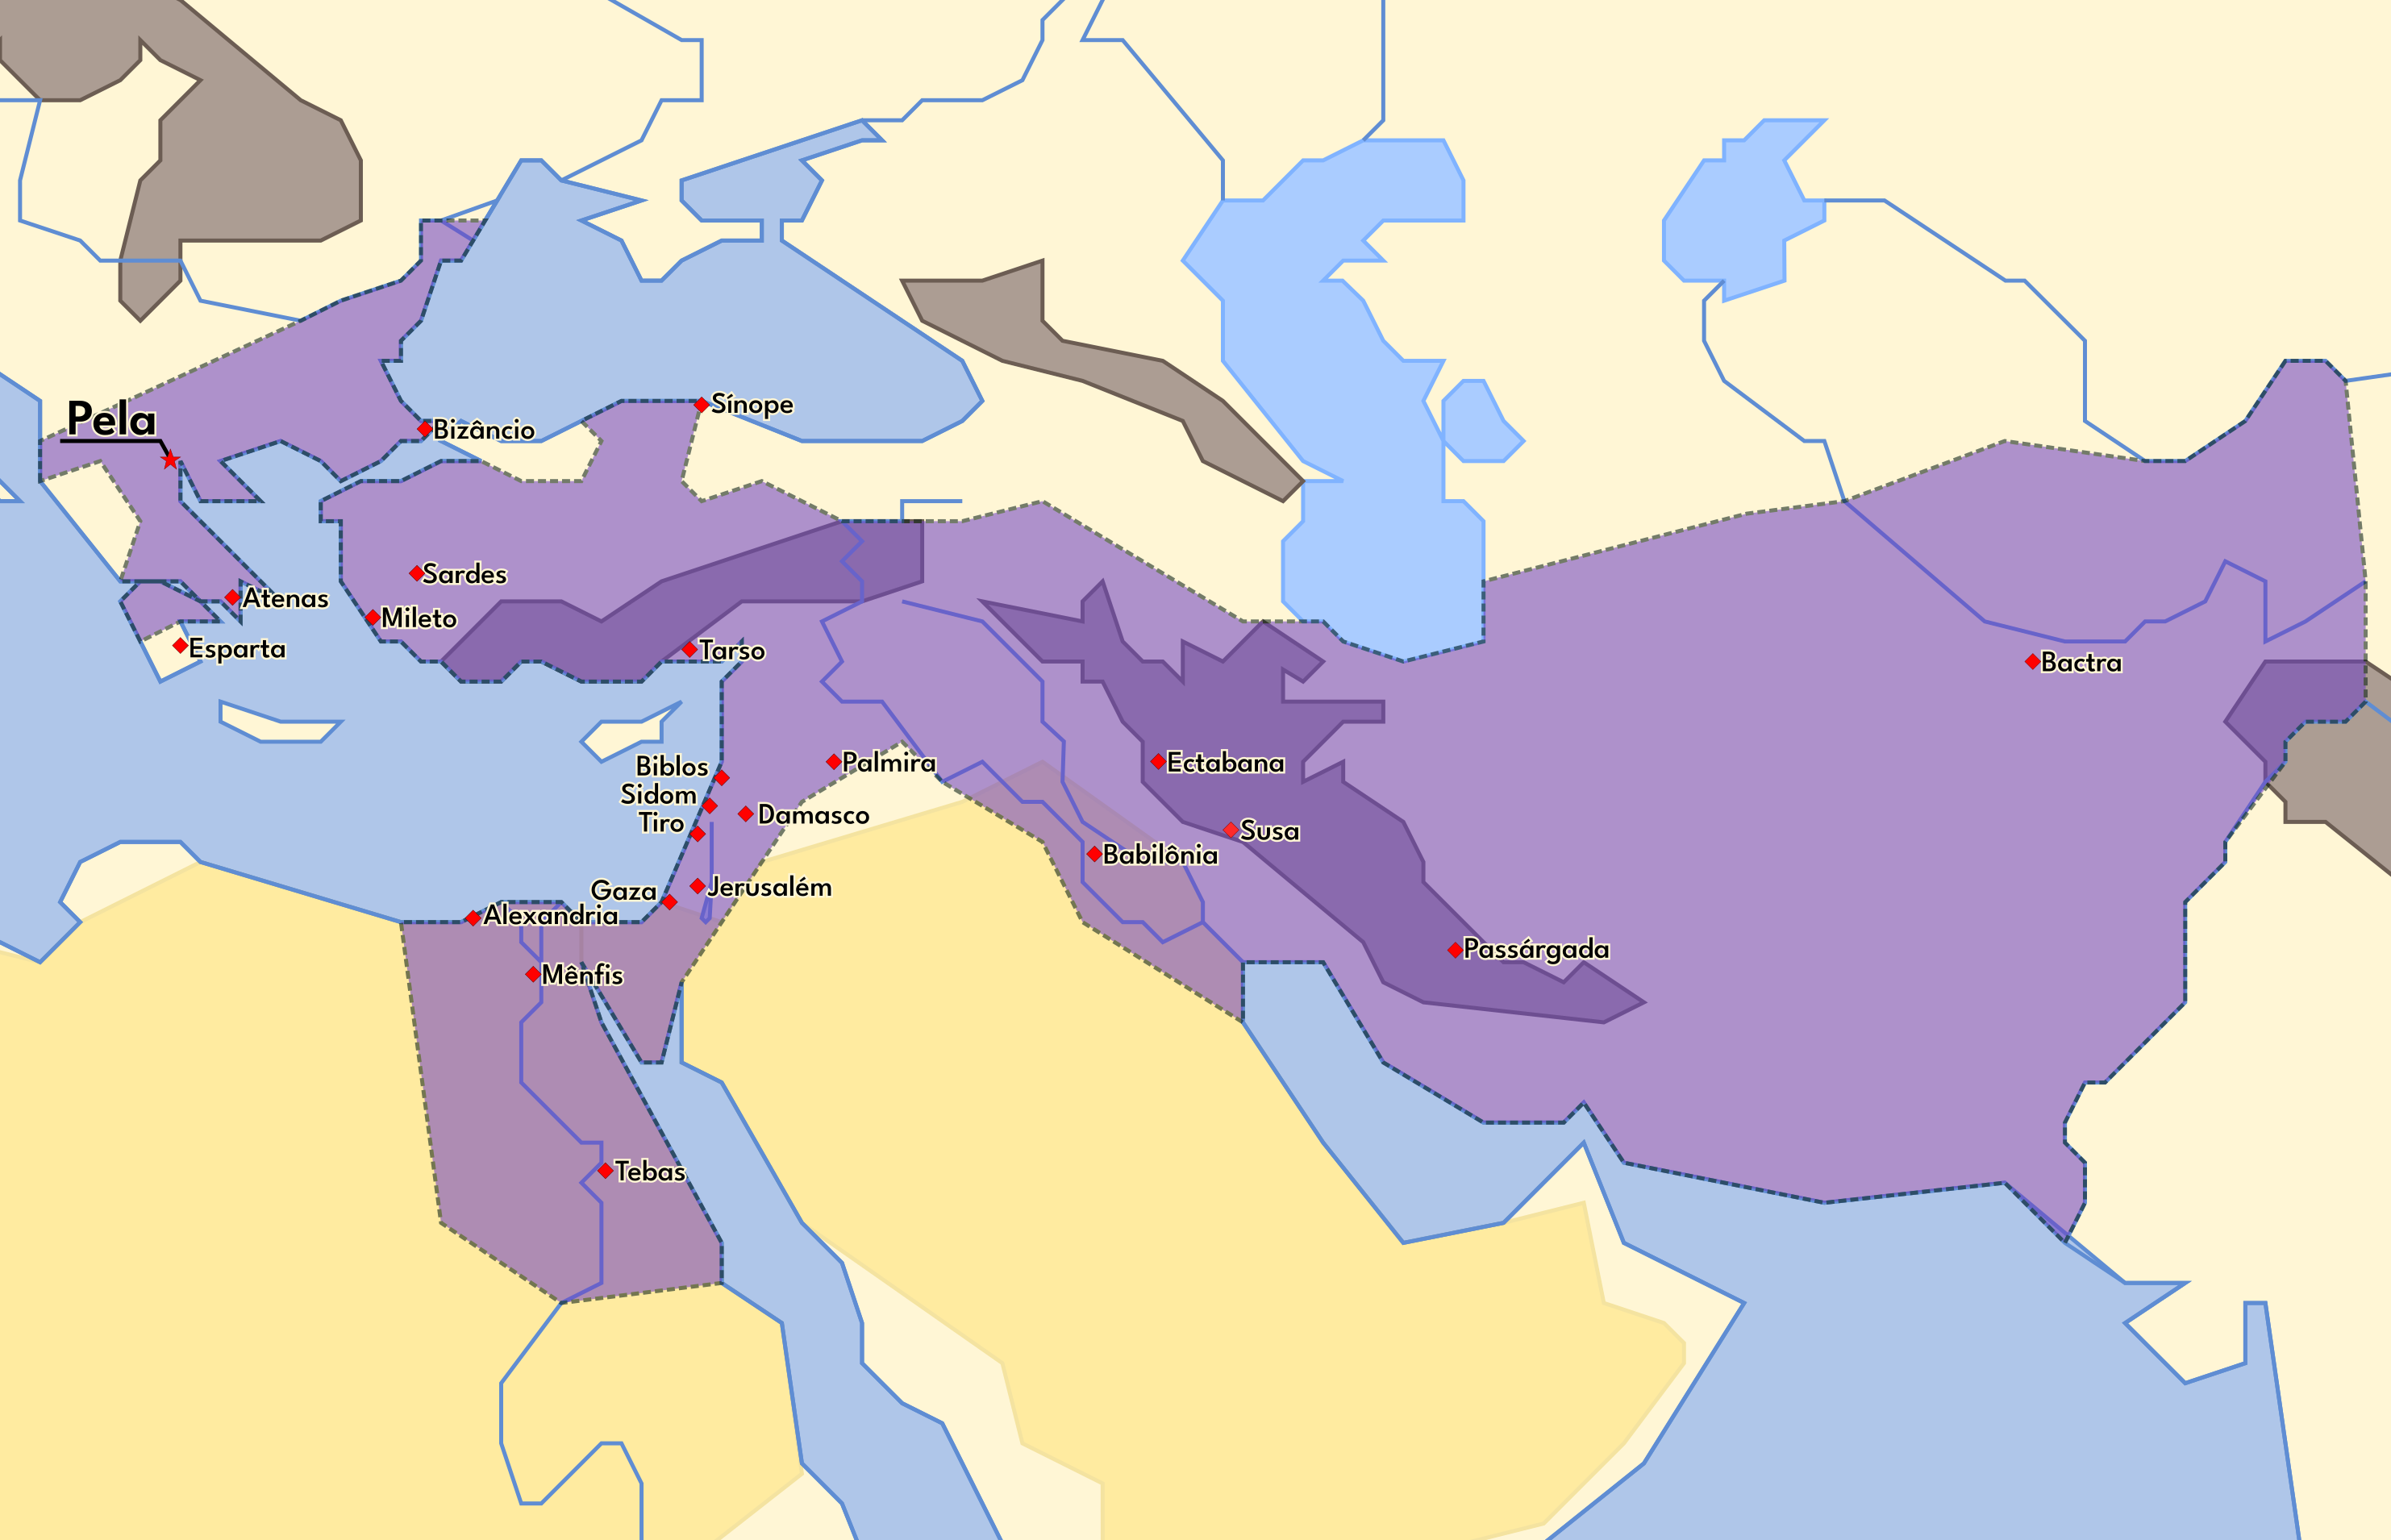 Sínope
Pela
Bizâncio
Sardes
Atenas
Mileto
Esparta
Tarso
Bactra
Biblos
Palmira
Ectabana
Sidom
Tiro
Damasco
Susa
Babilônia
Gaza
Jerusalém
Alexandria
Passárgada
Mênfis
Tebas